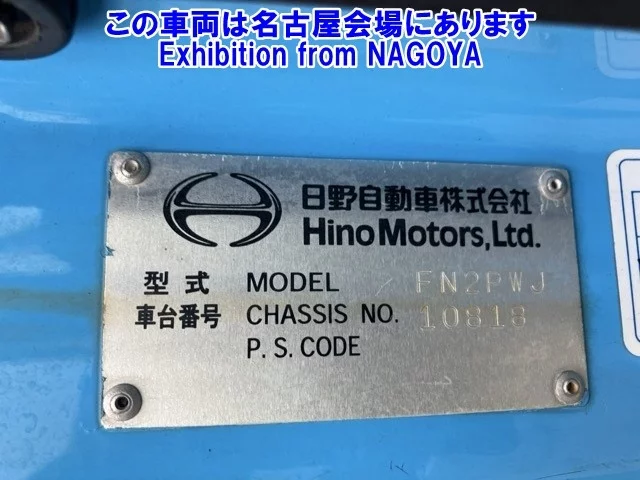 この車両は名古屋会場にあります
Exhibition from NAGOYA
日野自動車株式会社
Hino Motors, Ltd.
型式 MODEL FN2PWJ
車台番号 CHASSIS NO. 10818
P. S. CODE